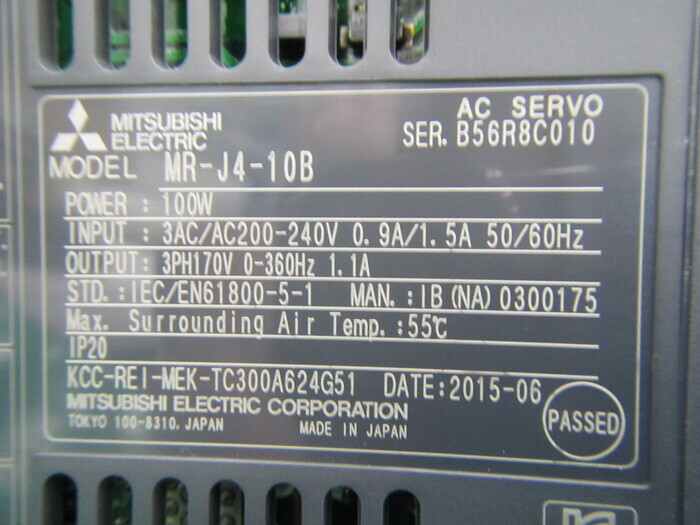 AC SERVO
MITSUBISHI
ELECTRIC
SER. B56R8C010
MODEL MR-J4-10B
POWER : 100W
INPUT : 3AC/AC200-240V 0.9A/1.5A 50/60Hz
OUTPUT: 3PH170V 0-360Hz 1.1A
STD.: IEC/EN61800-5-1 MAN.: IB(NA)0300175
Max. Surrounding Air Temp.:55℃
IP20
KCC-REI-MEK-TC300A624G51 DATE:2015-06
MITSUBISHI ELECTRIC CORPORATION
TOKYO 100-8310, JAPAN MADE IN JAPAN
PASSED